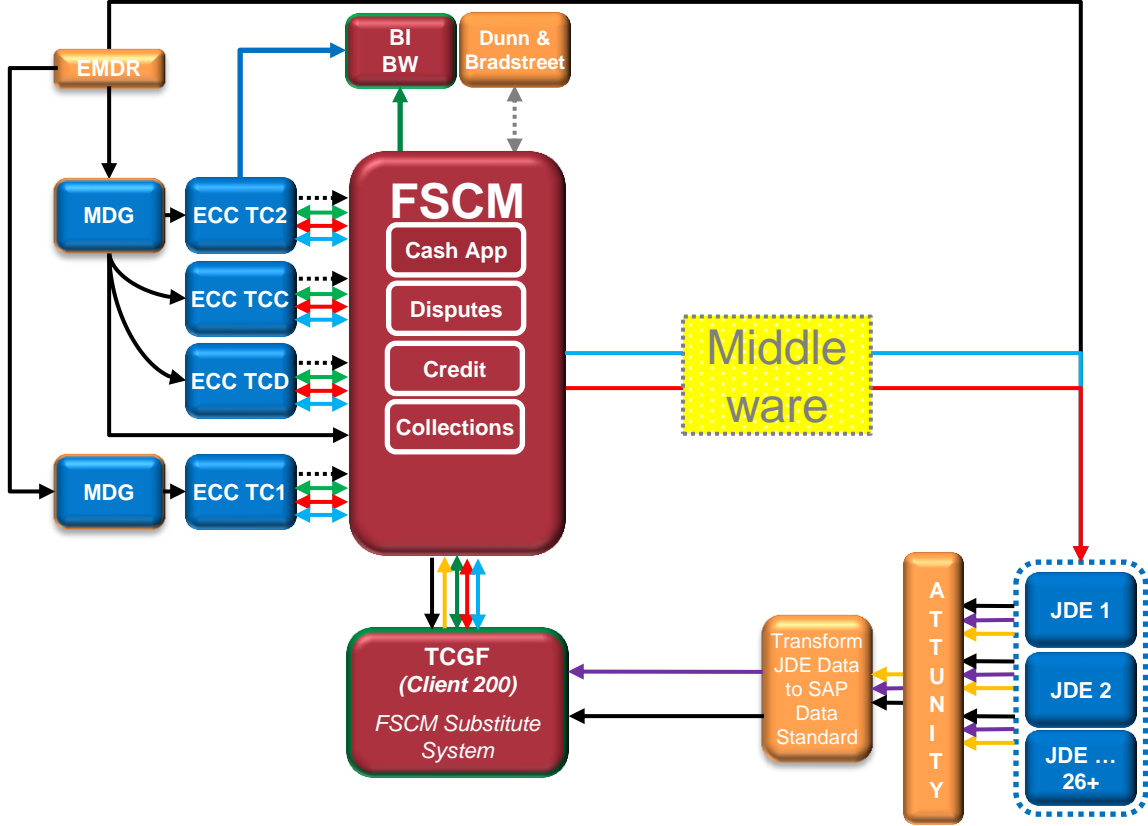 BI
BW
Dunn &
Bradstreet
EMDR
MDG
ECC TC2
FSCM
Cash App
ECC TCC
Disputes
ECC TCD
Credit
Collections
Middle
ware
MDG
ECC TC1
A
T
T
U
N
I
T
Y
JDE 1
JDE 2
JDE ...
26+
Transform
JDE Data
to SAP
Data
Standard
TCGF
(Client 200)
FSCM Substitute
System